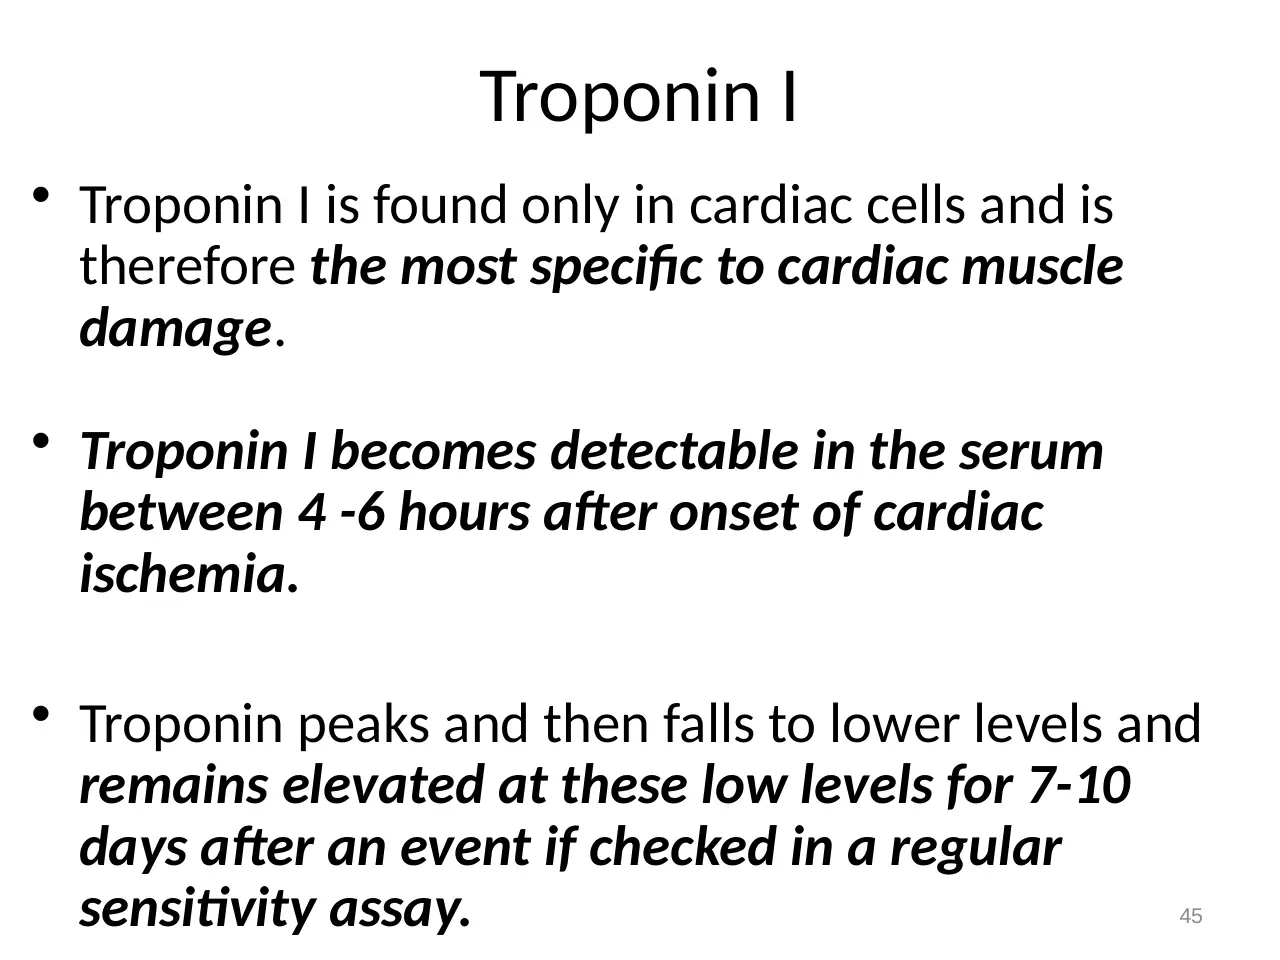 Troponin I
• Troponin I is found only in cardiac cells and is
therefore the most specific to cardiac muscle
damage.
• Troponin I becomes detectable in the serum
between 4 -6 hours after onset of cardiac
ischemia.
• Troponin peaks and then falls to lower levels and
remains elevated at these low levels for 7-10
days after an event if checked in a regular
sensitivity assay.
45